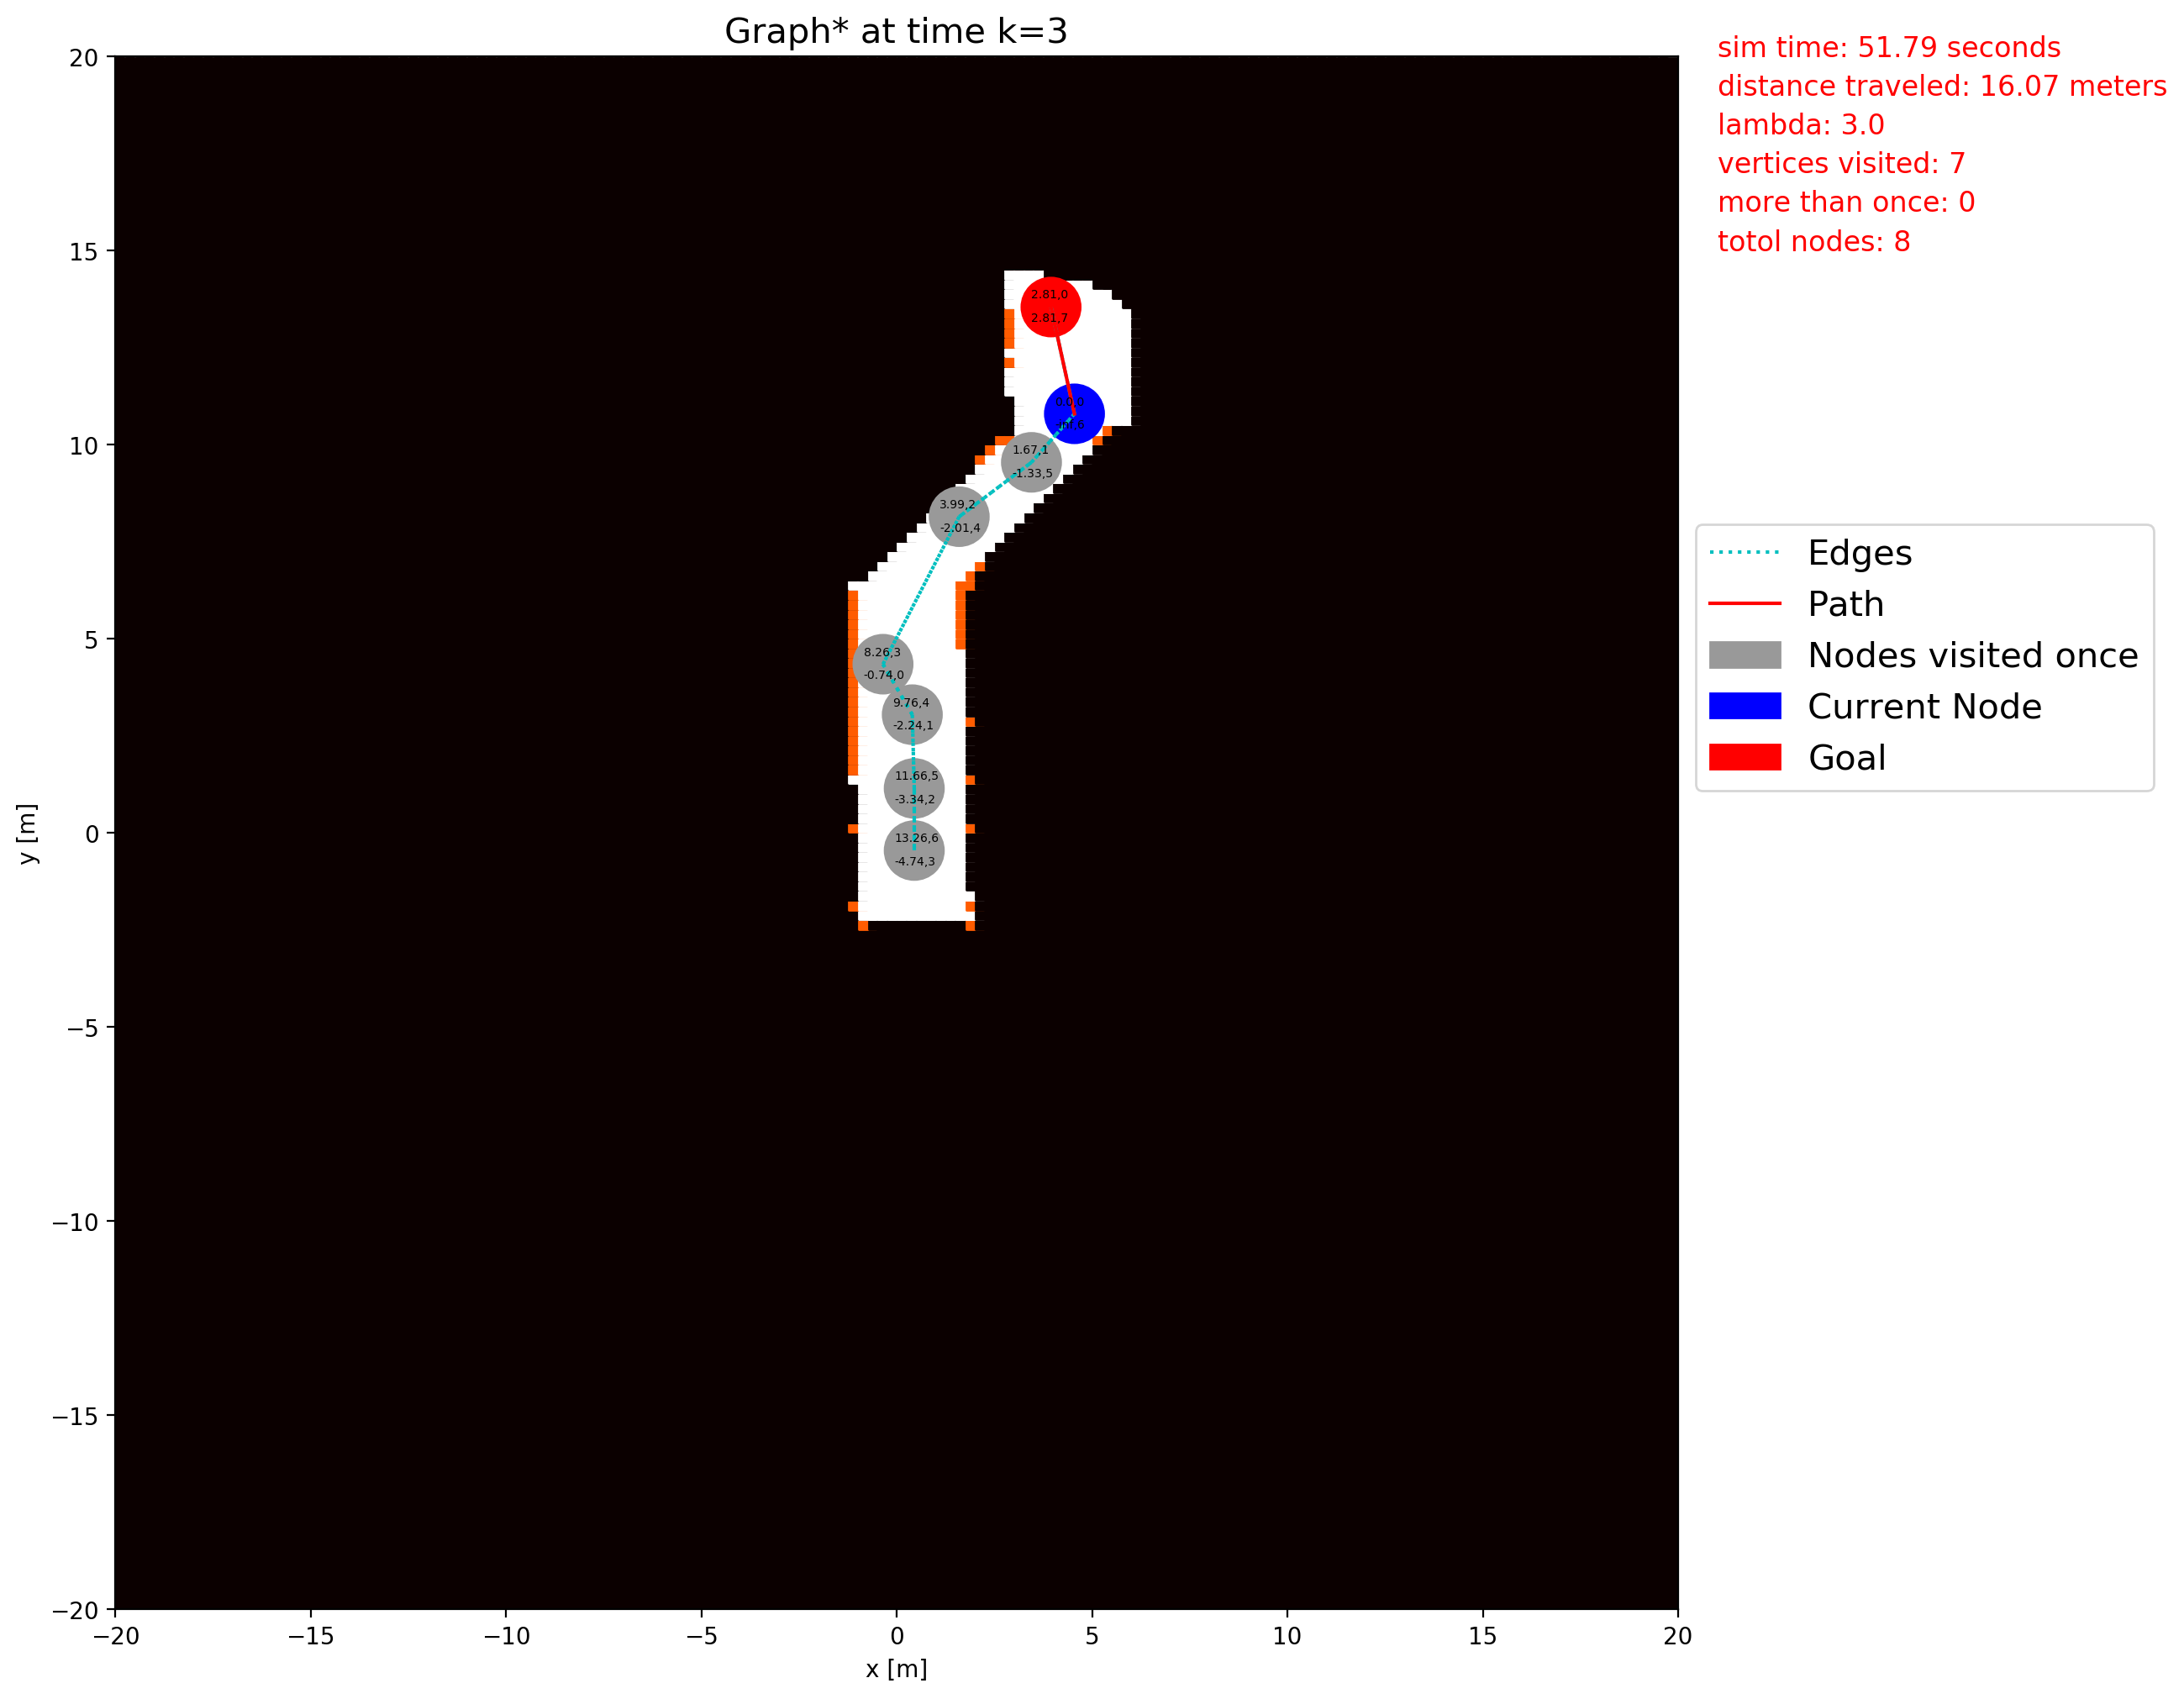 Graph* at time k=3
sim time: 51.79 seconds
distance traveled: 16.07 meters
lambda: 3.0
vertices visited: 7
more than once: 0
totol nodes: 8
20
15
10
5
0
−5
−10
−15
−20
y [m]
2.81,0
2.81,7
0.0,0
-inf,6
1.67,1
-1.33,5
3.99,2
-2.01,4
8.26,3
-0.74,0
9.76,4
-2.24,1
11.66,5
-3.34,2
13.26,6
-4.74,3
Edges
Path
Nodes visited once
Current Node
Goal
−20 −15 −10 −5 0 5 10 15 20
x [m]